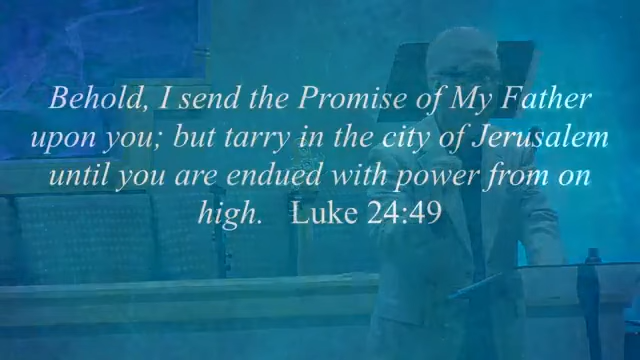 Behold, I send the Promise of My Father
upon you; but tarry in the city of Jerusalem
until you are endued with power from on
high. Luke 24:49